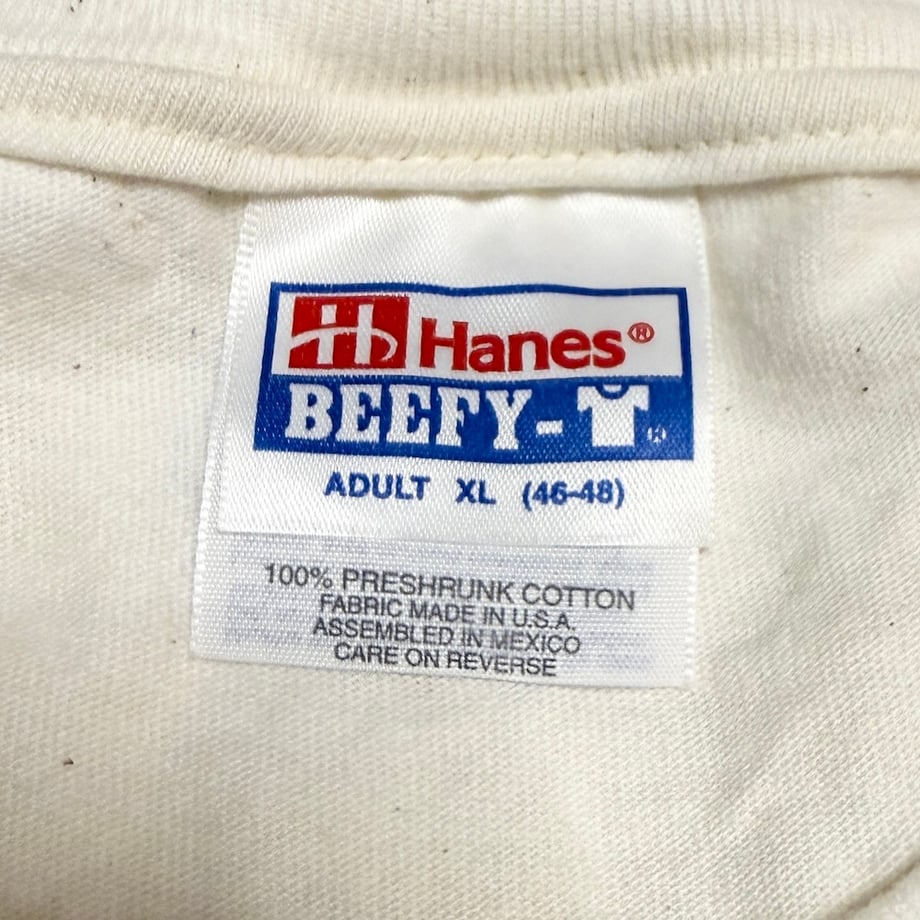 Hanes®
BEEFY-T®
ADULT XL (46-48)
100% PRESHRUNK COTTON
FABRIC MADE IN U.S.A.
ASSEMBLED IN MEXICO
CARE ON REVERSE